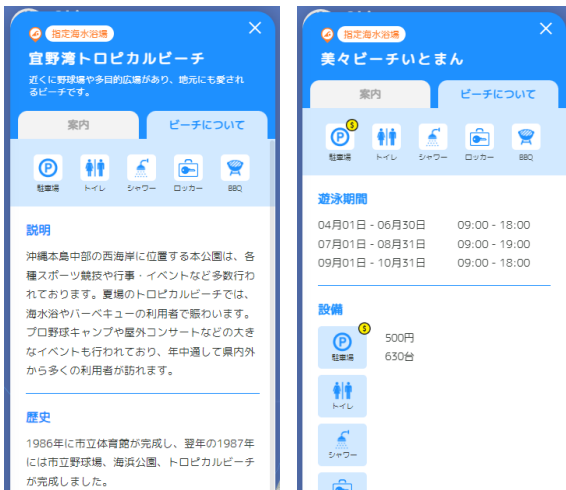 指定海水浴場
宜野湾トロピカルビーチ
近くに野球場や多目的広場があり、地元にも愛され
るビーチです。
案内
ビーチについて
P
駐車場
トイレ
シャワー
ロッカー
BBQ
説明
沖縄本島中部の西海岸に位置する本公園は、各
種スポーツ競技や行事・イベントなど多数行わ
れております。夏場のトロピカルビーチでは、
海水浴やバーベキューの利用者で賑わいます。
プロ野球キャンプや屋外コンサートなどの大き
なイベントも行われており、年中通して県内外
から多くの利用者が訪れます。
歴史
1986年に市立体育館が完成し、翌年の1987年
には市立野球場、海浜公園、トロピカルビーチ
が完成しました。
指定海水浴場
美々ビーチいとまん
案内
ビーチについて
P
$
駐車場
トイレ
シャワー
ロッカー
BBQ
遊泳期間
04月01日 - 06月30日 09:00 - 18:00
07月01日 - 08月31日 09:00 - 19:00
09月01日 - 10月31日 09:00 - 18:00
設備
P
$
駐車場
500円
630台
トイレ
シャワー